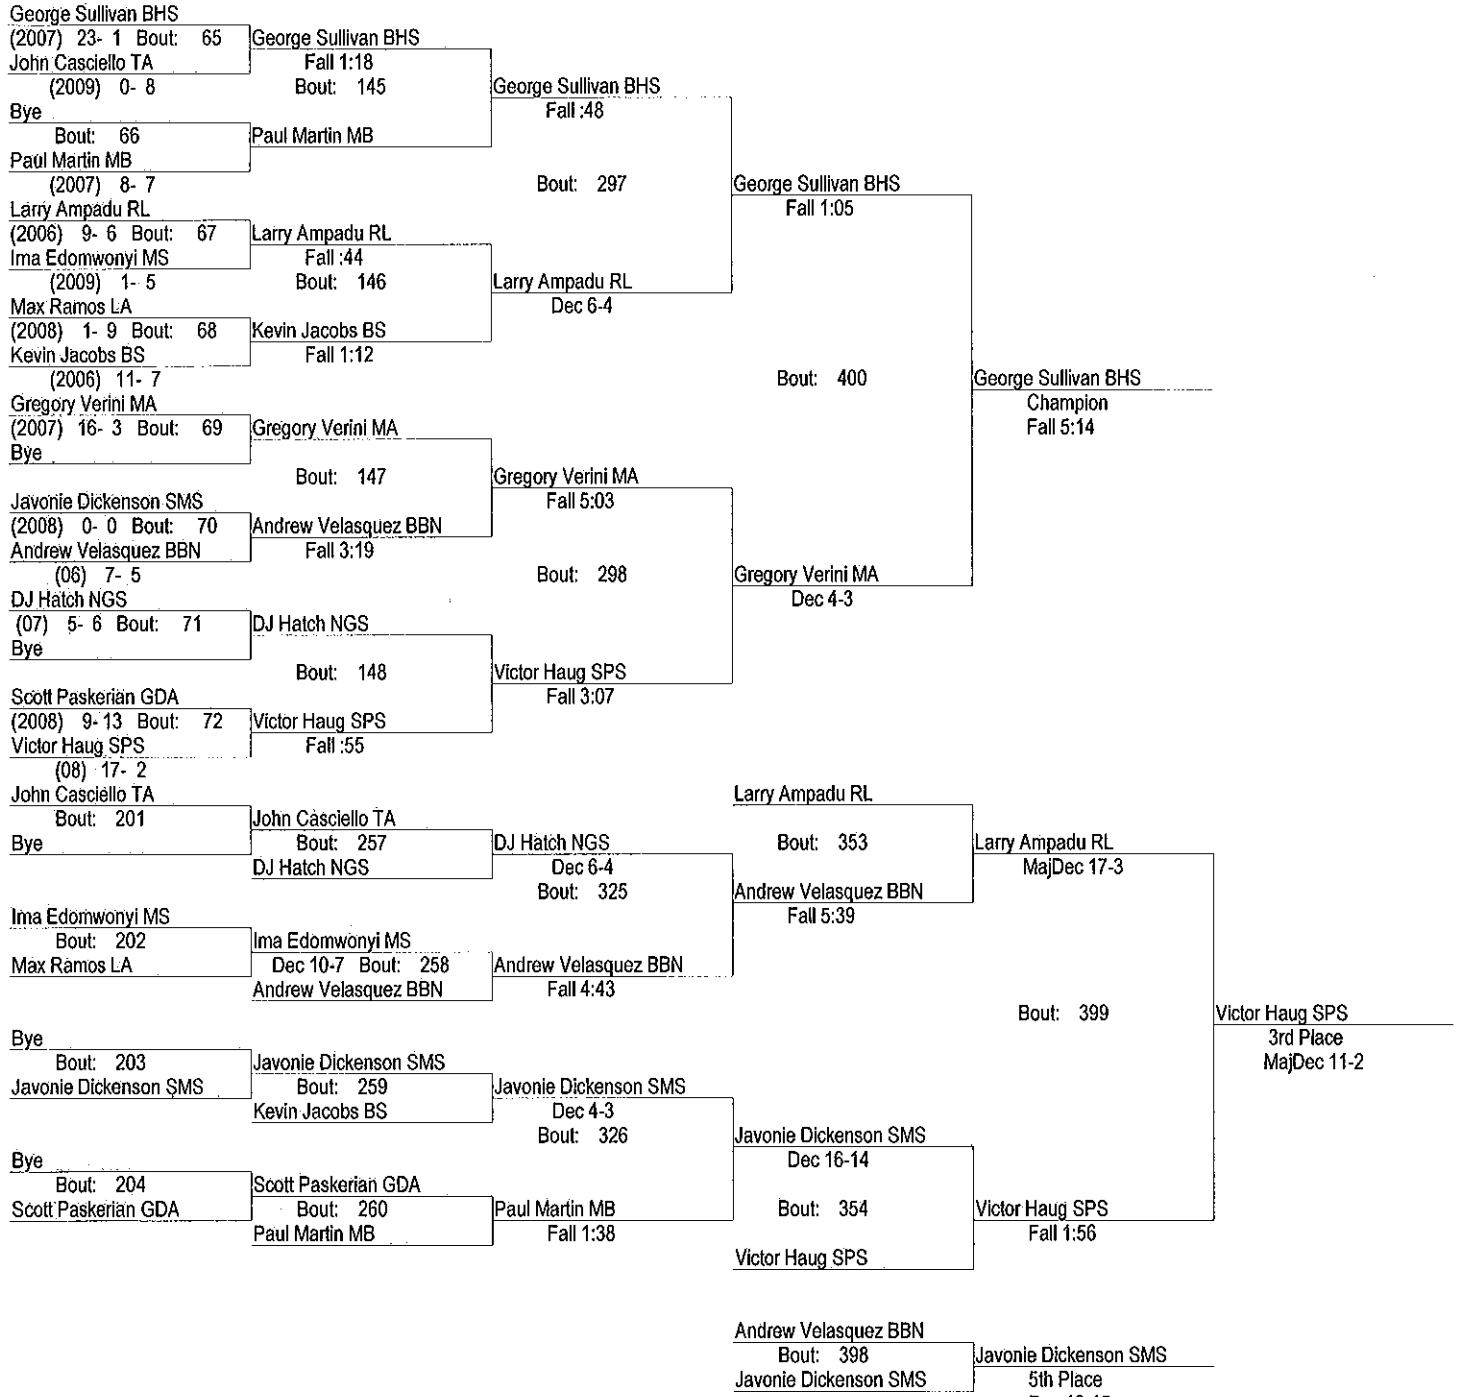 George Sullivan BHS
(2007) 23- 1 Bout: 65
John Casciello TA
(2009) 0- 8
Bye
Bout: 66
Paul Martin MB
(2007) 8- 7
Larry Ampadu RL
(2006) 9- 6 Bout: 67
Ima Edomwonyi MS
(2009) 1- 5
Max Ramos LA
(2008) 1- 9 Bout: 68
Kevin Jacobs BS
(2006) 11- 7
Gregory Verini MA
(2007) 16- 3 Bout: 69
Bye
Javonie Dickenson SMS
(2008) 0- 0 Bout: 70
Andrew Velasquez BBN
(06) 7- 5
DJ Hatch NGS
(07) 5- 6 Bout: 71
Bye
Scott Paskerian GDA
(2008) 9- 13 Bout: 72
Victor Haug SPS
(08) 17- 2
George Sullivan BHS
Fall 1:18
Bout: 145
Paul Martin MB
Larry Ampadu RL
Fall :44
Bout: 146
Kevin Jacobs BS
Fall 1:12
Gregory Verini MA
Bout: 147
Andrew Velasquez BBN
Fall 3:19
DJ Hatch NGS
Bout: 148
Victor Haug SPS
Fall :55
George Sullivan BHS
Fall :48
Bout: 297
Larry Ampadu RL
Dec 6-4
Gregory Verini MA
Fall 5:03
Bout: 298
Victor Haug SPS
Fall 3:07
George Sullivan BHS
Fall 1:05
Bout: 400
Gregory Verini MA
Dec 4-3
George Sullivan BHS
Champion
Fall 5:14
John Casciello TA
Bout: 201
Bye
Ima Edomwonyi MS
Bout: 202
Max Ramos LA
Bye
Bout: 203
Javonie Dickenson SMS
Bye
Bout: 204
Scott Paskerian GDA
John Casciello TA
Bout: 257
DJ Hatch NGS
Ima Edomwonyi MS
Dec 10-7 Bout: 258
Andrew Velasquez BBN
Javonie Dickenson SMS
Bout: 259
Kevin Jacobs BS
Scott Paskerian GDA
Bout: 260
Paul Martin MB
DJ Hatch NGS
Dec 6-4
Bout: 325
Andrew Velasquez BBN
Fall 4:43
Javonie Dickenson SMS
Dec 4-3
Bout: 326
Paul Martin MB
Fall 1:38
Larry Ampadu RL
Bout: 353
Andrew Velasquez BBN
Fall 5:39
Javonie Dickenson SMS
Dec 16-14
Bout: 354
Victor Haug SPS
Larry Ampadu RL
MajDec 17-3
Bout: 399
Victor Haug SPS
Fall 1:56
Victor Haug SPS
3rd Place
MajDec 11-2
Andrew Velasquez BBN
Bout: 398
Javonie Dickenson SMS
Javonie Dickenson SMS
5th Place